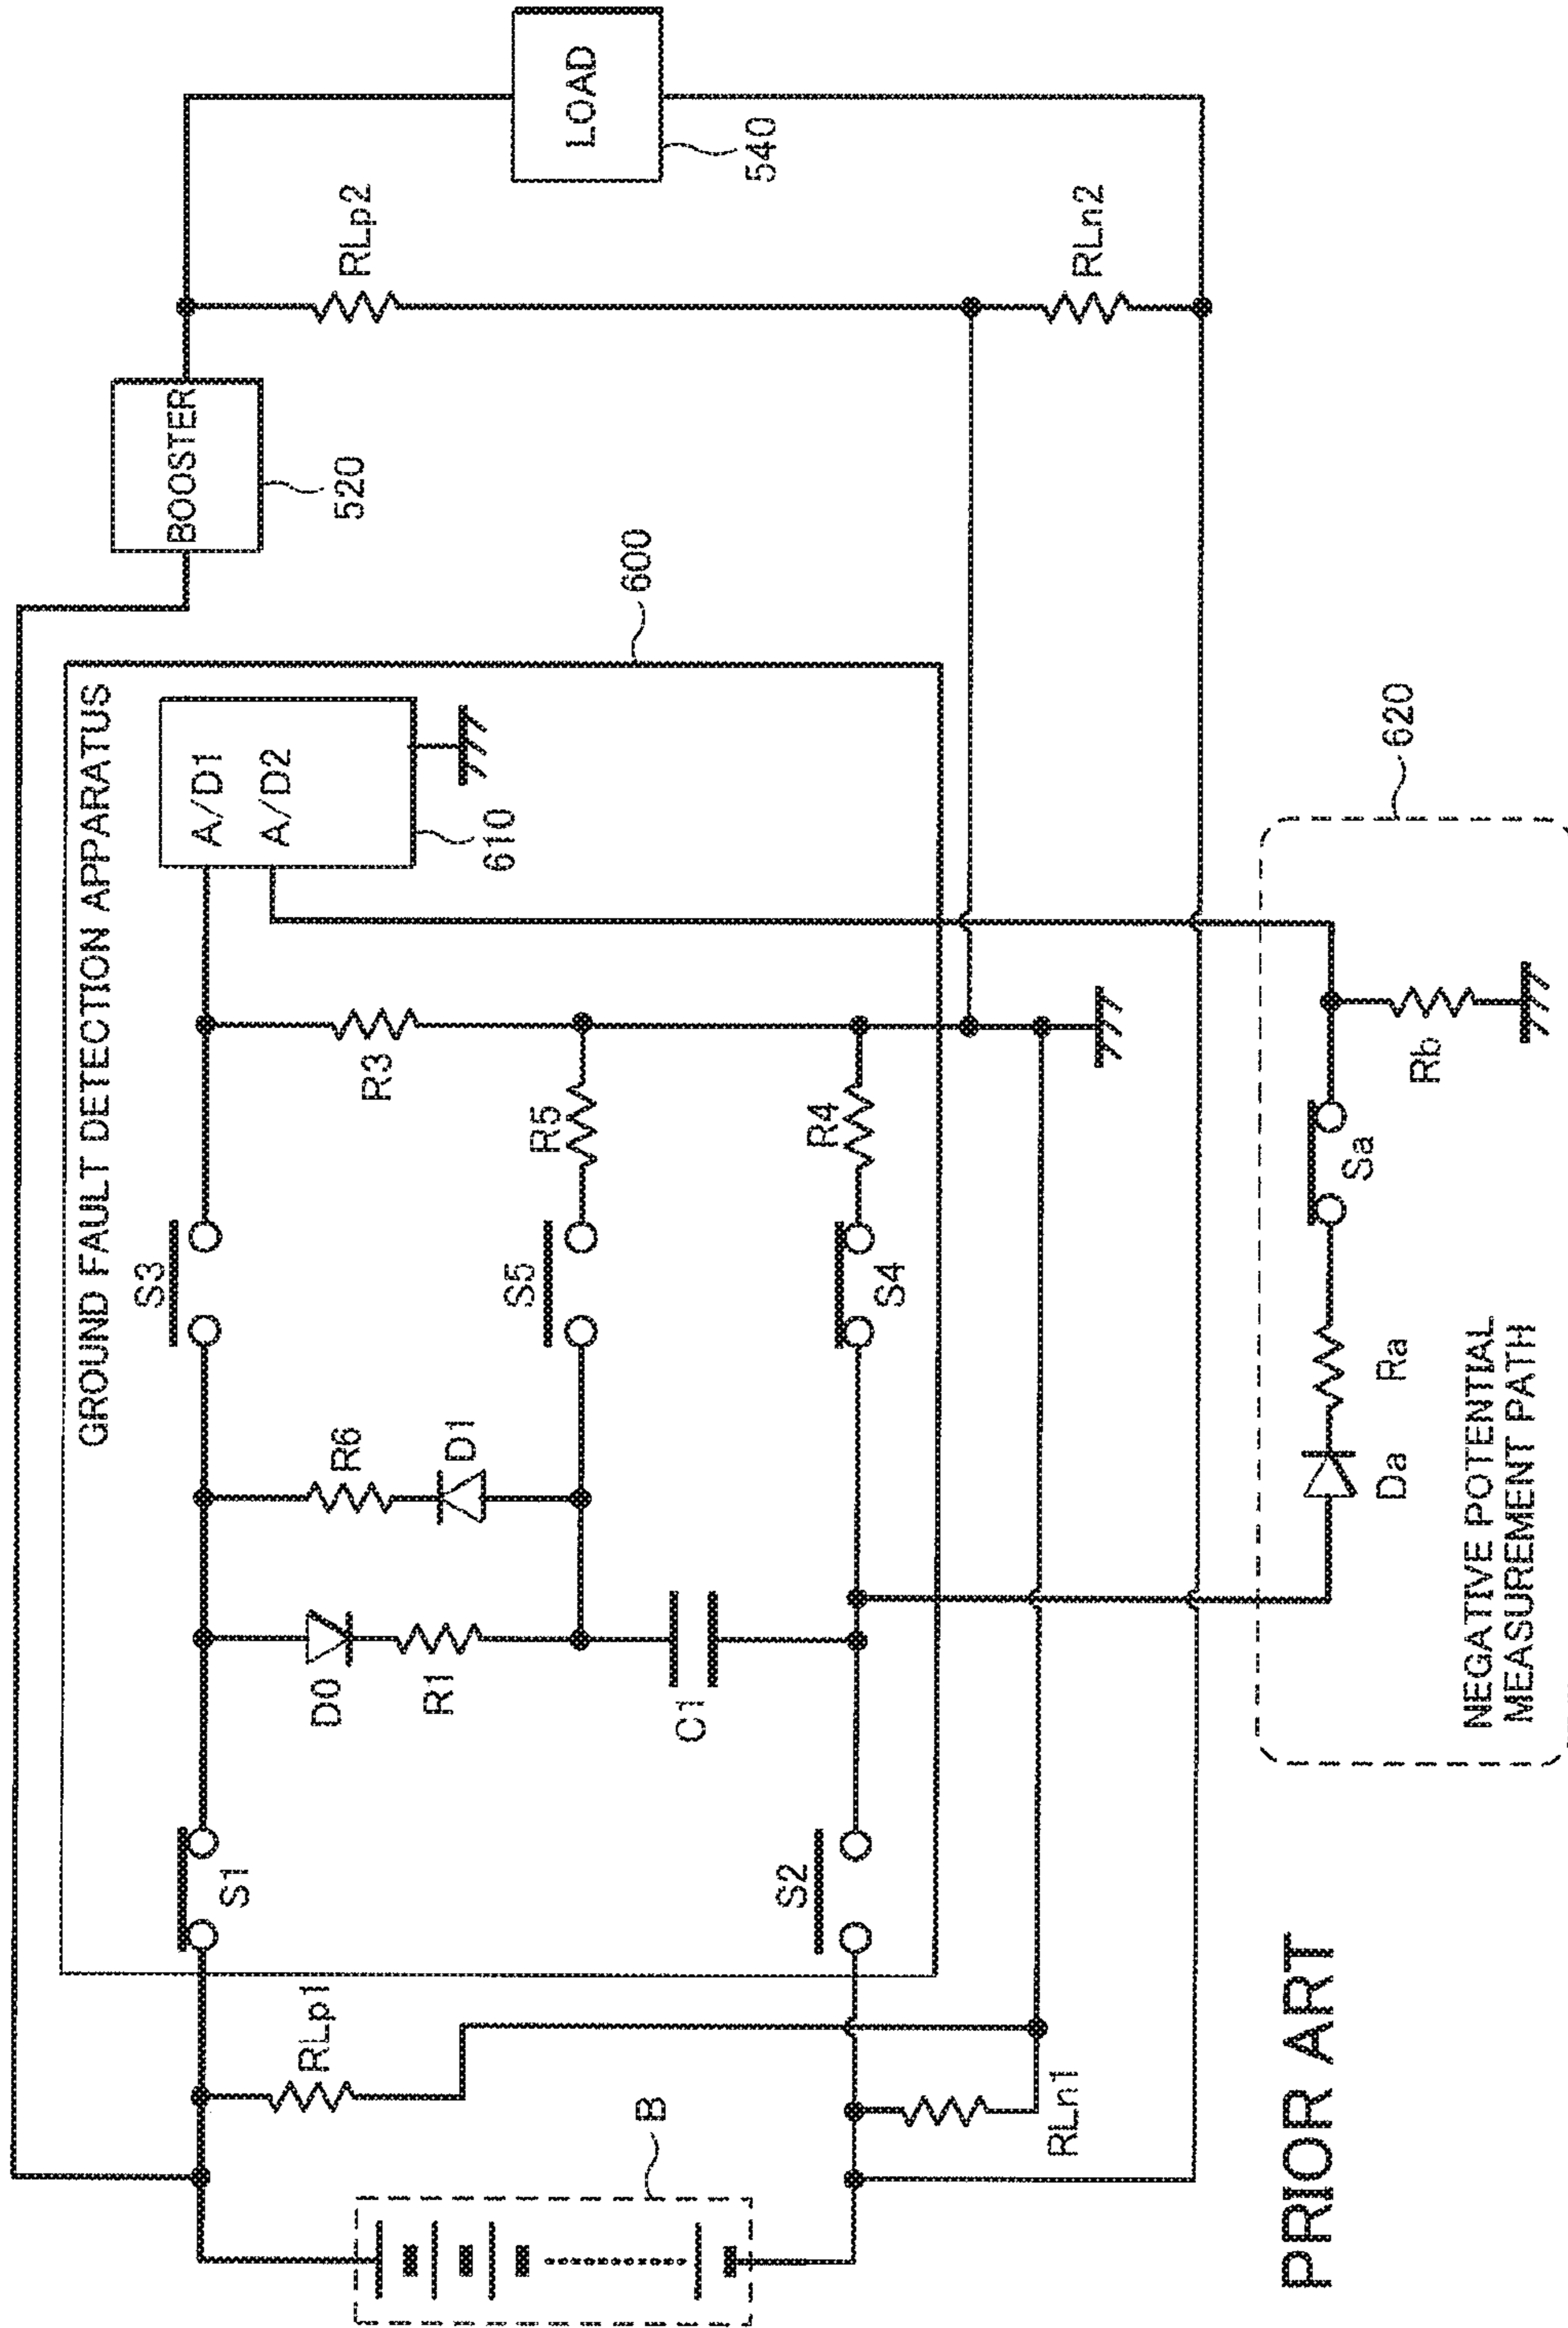 GROUND FAULT DETECTION APPARATUS
BOOSTER
520
600
A/D1
A/D2
610
LOAD
540
RLp2
RLn2
S1
S3
D0
R1
R6
D1
R3
S5
R5
C1
S2
S4
R4
RLp1
RLn1
B
620
Da
Ra
Sa
Rb
NEGATIVE POTENTIAL
MEASUREMENT PATH
PRIOR ART